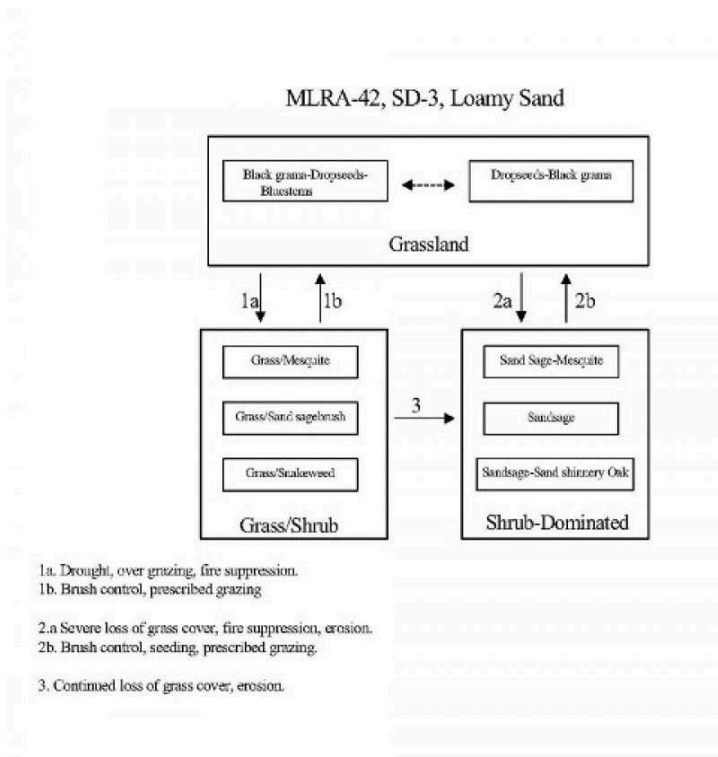 MLRA-42, SD-3, Loamy Sand
Black grama-Dropseeds-
Bluestems
Dropseeds-Black grama
Grassland
1a
1b
2a
2b
Grass/Mesquite
Grass/Sand sagebrush
Grass/Snakeweed
Grass/Shrub
3
Sand Sage-Mesquite
Sandsage
Sandsage-Sand shinnery Oak
Shrub-Dominated
1a. Drought, over grazing, fire suppression.
1b. Brush control, prescribed grazing
2.a Severe loss of grass cover, fire suppression, erosion.
2b. Brush control, seeding, prescribed grazing.
3. Continued loss of grass cover, erosion.